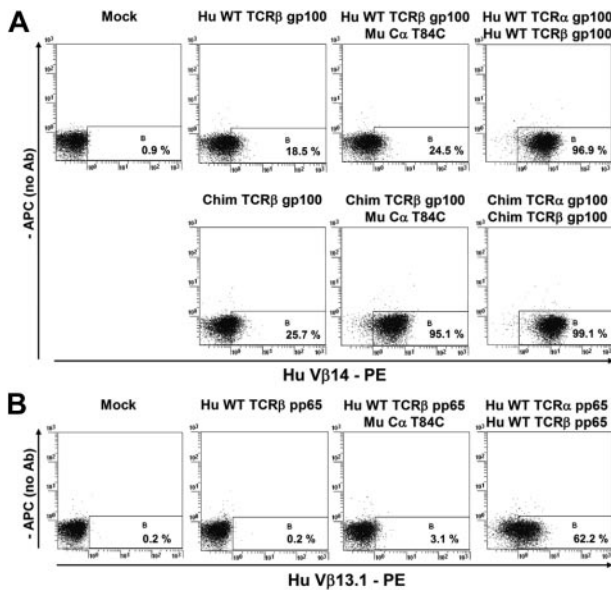 A
Mock
Hu WT TCRβ gp100
Hu WT TCRβ gp100
Mu Cα T84C
Hu WT TCRα gp100
Hu WT TCRβ gp100
- APC (no Ab)
B
0.9 %
B
18.5 %
B
24.5 %
B
96.9 %
Chim TCRβ gp100
Chim TCRβ gp100
Mu Cα T84C
Chim TCRα gp100
Chim TCRβ gp100
B
25.7 %
B
95.1 %
B
99.1 %
Hu Vβ14 - PE
B
Mock
Hu WT TCRβ pp65
Hu WT TCRβ pp65
Mu Cα T84C
Hu WT TCRα pp65
Hu WT TCRβ pp65
- APC (no Ab)
B
0.2 %
B
0.2 %
B
3.1 %
B
62.2 %
Hu Vβ13.1 - PE